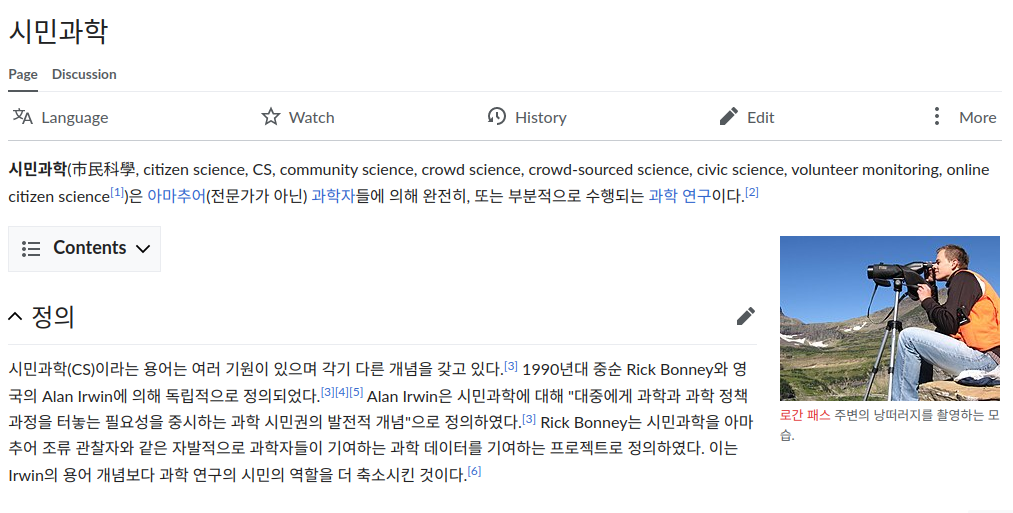 시민과학
Page Discussion
Language Watch History Edit More
시민과학(市民科學, citizen science, CS, community science, crowd science, crowd-sourced science, civic science, volunteer monitoring, online
citizen science[1])은 아마추어(전문가가 아닌) 과학자들에 의해 완전히, 또는 부분적으로 수행되는 과학 연구이다.[2]
Contents
정의
시민과학(CS)이라는 용어는 여러 기원이 있으며 각기 다른 개념을 갖고 있다.[3] 1990년대 중순 Rick Bonney와 영
국의 Alan Irwin에 의해 독립적으로 정의되었다.[3][4][5] Alan Irwin은 시민과학에 대해 "대중에게 과학과 과학 정책
과정을 터놓는 필요성을 중시하는 과학 시민권의 발전적 개념"으로 정의하였다.[3] Rick Bonney는 시민과학을 아마
추어 조류 관찰자와 같은 자발적으로 과학자들이 기여하는 과학 데이터를 기여하는 프로젝트로 정의하였다. 이는
Irwin의 용어 개념보다 과학 연구의 시민의 역할을 더 축소시킨 것이다.[6]
로간 패스 주변의 낭떠러지를 촬영하는 모
습.